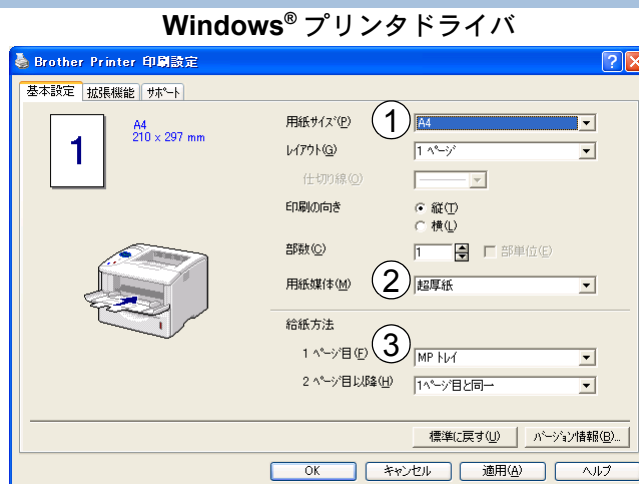 Windows® プリンタドライバ
Brother Printer 印刷設定
基本設定 拡張機能 サポート
1
A4
210 x 297 mm
用紙サイズ(P) ① A4
レイアウト(G) 1 ページ
仕切り線(O)
印刷の向き 縦(T)
横(L)
部数(C) 1 部単位(E)
用紙媒体(M) ② 超厚紙
給紙方法
1 ページ目(F) ③ MP トレイ
2 ページ目以降(H) 1ページ目と同一
標準に戻す(U) バージョン情報(B)...
OK キャンセル 適用(A) ヘルプ